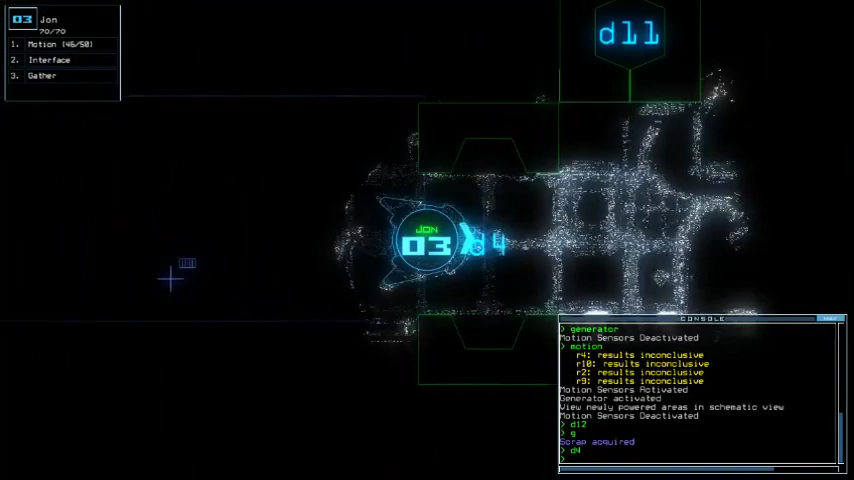 03 Jon
70/70
1. Motion (46/50)
2. Interface
3. Gather
d11
JON
03
d4
CONSOLE
> generator
Motion Sensors Deactivated
> motion
r4: results inconclusive
r10: results inconclusive
r2: results inconclusive
r9: results inconclusive
Motion Sensors Activated
Generator activated
View newly powered areas in schematic view
Motion Sensors Deactivated
> d12
> g
Scrap acquired
> d4
>